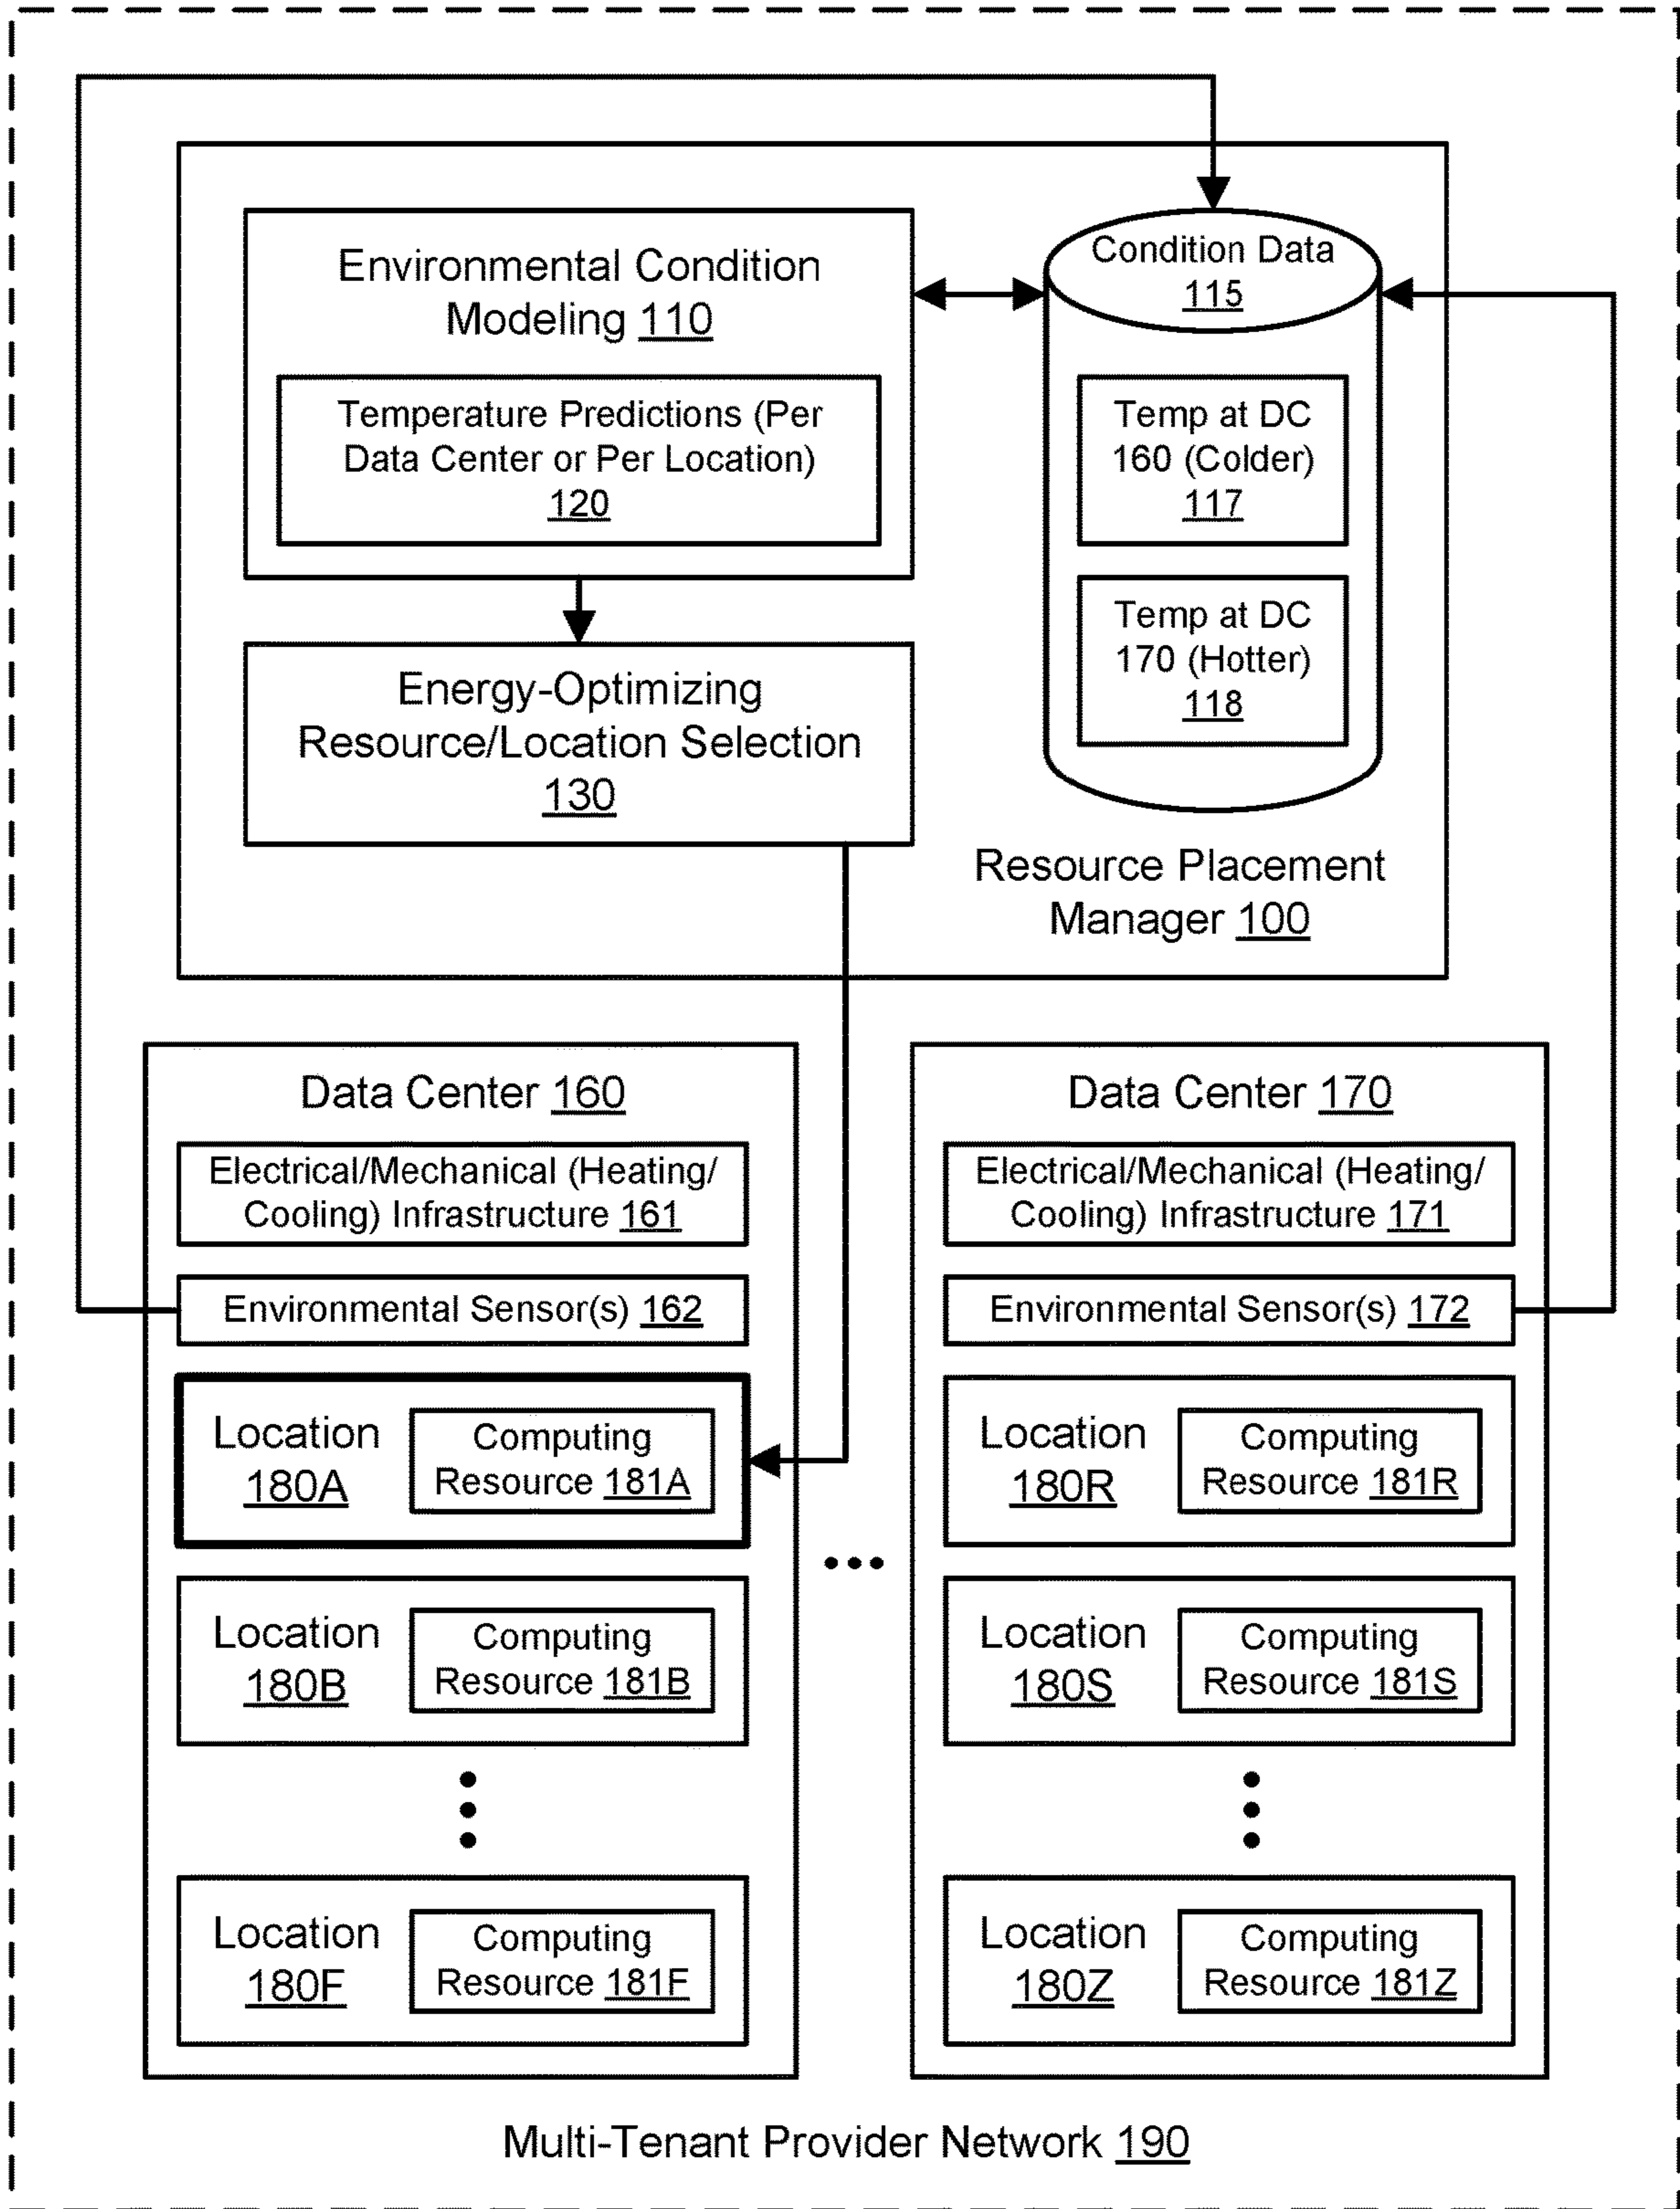 Environmental Condition
Modeling 110
Temperature Predictions (Per
Data Center or Per Location)
120
Condition Data
115
Temp at DC
160 (Colder)
117
Temp at DC
170 (Hotter)
118
Energy-Optimizing
Resource/Location Selection
130
Resource Placement
Manager 100
Data Center 160
Electrical/Mechanical (Heating/
Cooling) Infrastructure 161
Environmental Sensor(s) 162
Location
180A
Computing
Resource 181A
Location
180B
Computing
Resource 181B
Location
180F
Computing
Resource 181F
Data Center 170
Electrical/Mechanical (Heating/
Cooling) Infrastructure 171
Environmental Sensor(s) 172
Location
180R
Computing
Resource 181R
Location
180S
Computing
Resource 181S
Location
180Z
Computing
Resource 181Z
Multi-Tenant Provider Network 190